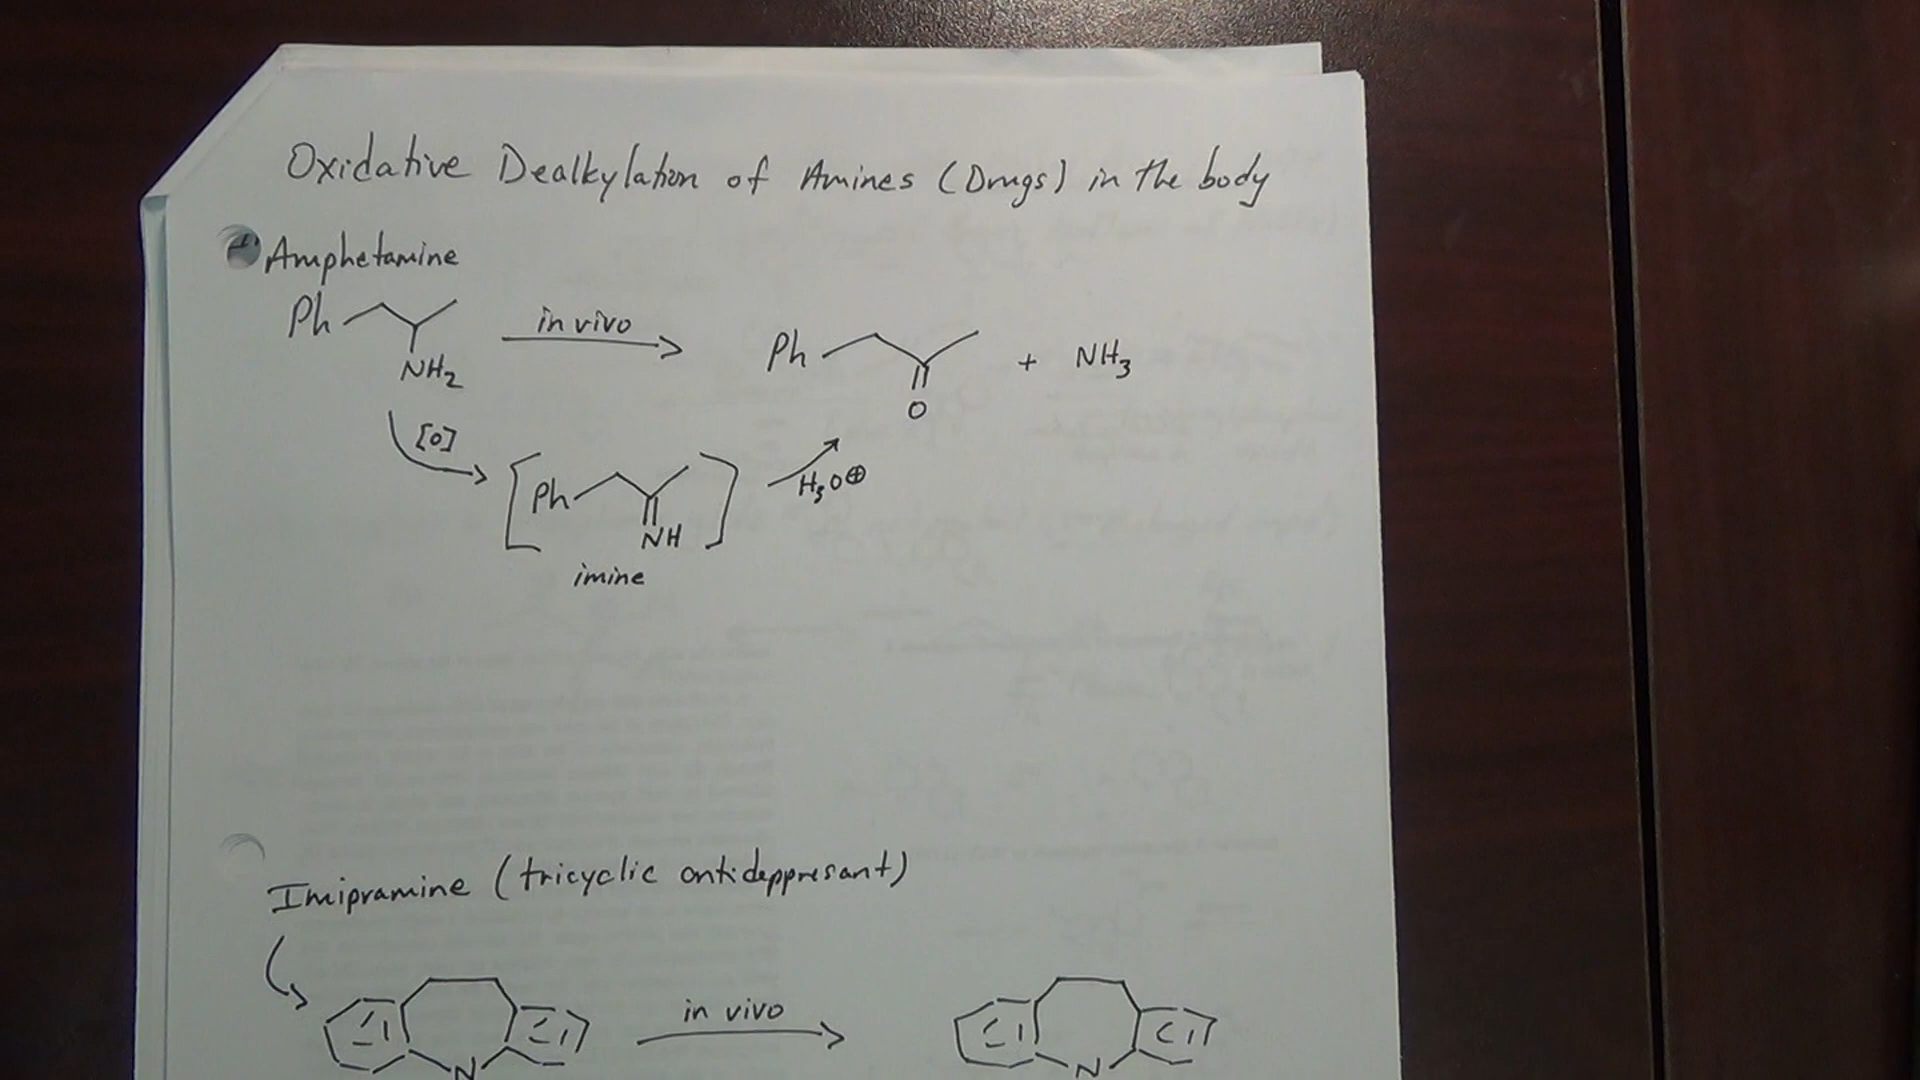 Oxidative Dealkylation of Amines (Drugs) in the body
Amphetamine
Ph
NH2
in vivo
Ph
O
+ NH3
[O]
Ph
NH
H3O⊕
imine
Imipramine (tricyclic antideppresant)
in vivo
N
N